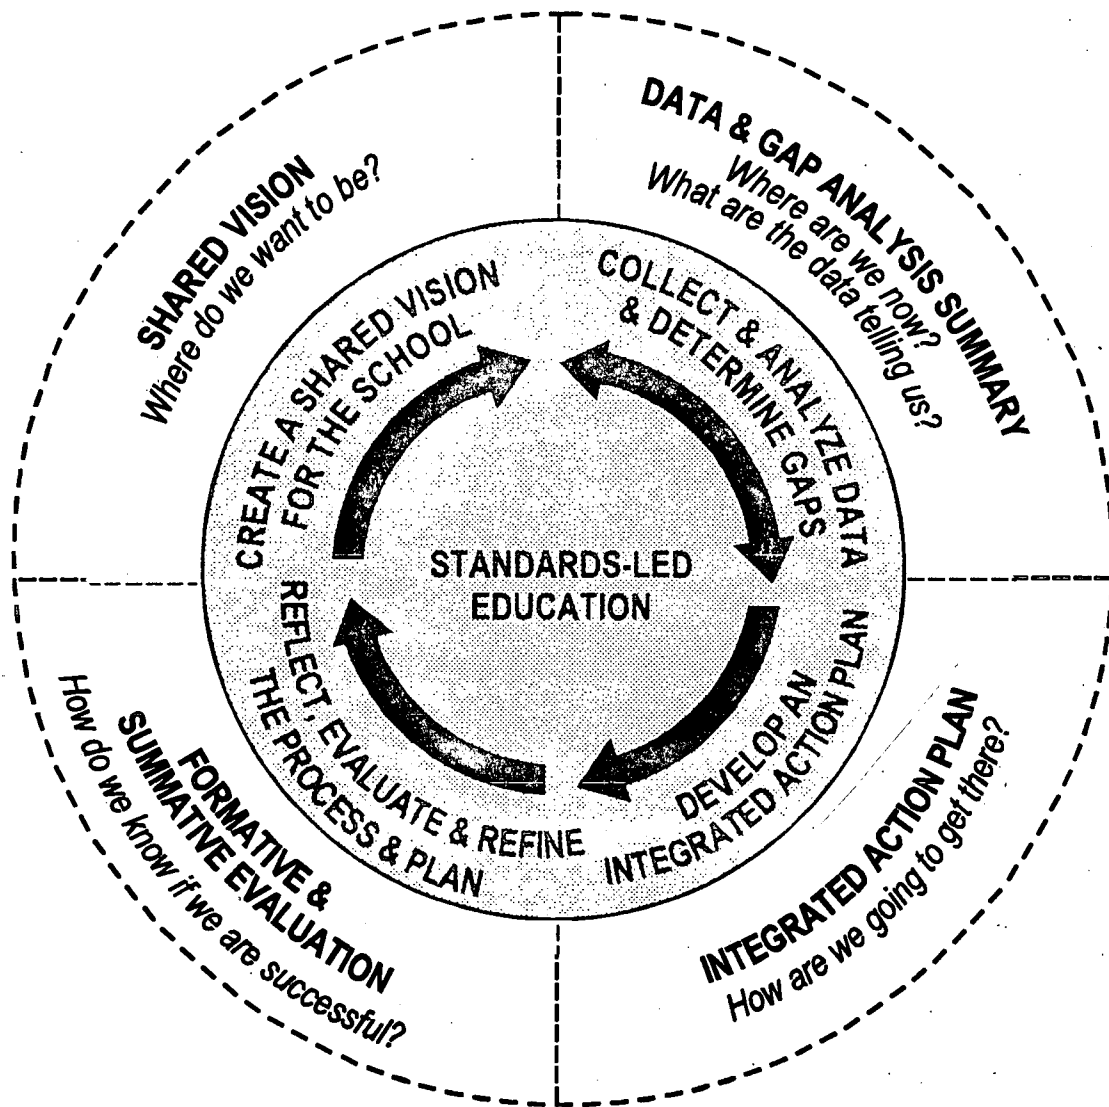 SHARED VISION
Where do we want to be?
DATA & GAP ANALYSIS SUMMARY
Where are we now?
What are the data telling us?
CREATE A SHARED VISION
FOR THE SCHOOL
COLLECT & ANALYZE DATA
& DETERMINE GAPS
STANDARDS-LED
EDUCATION
REFLECT, EVALUATE & REFINE
THE PROCESS & PLAN
DEVELOP AN
INTEGRATED ACTION PLAN
FORMATIVE &
SUMMATIVE EVALUATION
How do we know if we are successful?
INTEGRATED ACTION PLAN
How are we going to get there?